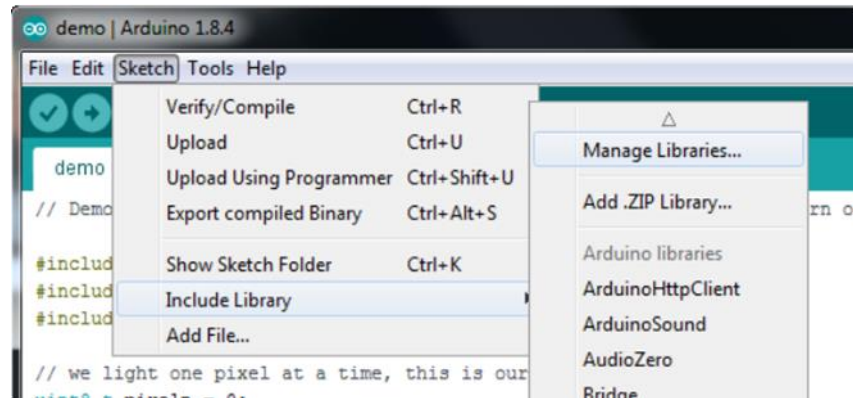 demo | Arduino 1.8.4
File Edit Sketch Tools Help
Verify/Compile Ctrl+R
Upload Ctrl+U
Upload Using Programmer Ctrl+Shift+U
Export compiled Binary Ctrl+Alt+S
Show Sketch Folder Ctrl+K
Include Library
Add File...
Manage Libraries...
Add .ZIP Library...
Arduino libraries
ArduinoHttpClient
ArduinoSound
AudioZero
Bridge
demo
// Demo
rn o
#includ
#includ
#includ
// we light one pixel at a time, this is our